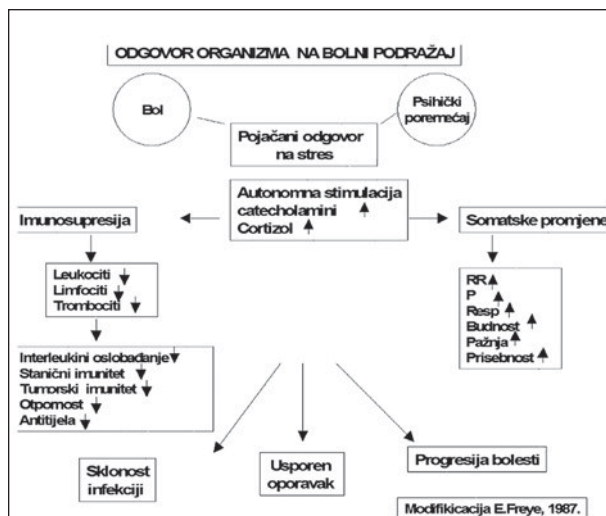 ODGOVOR ORGANIZMA NA BOLNI PODRAŽAJ
Bol
Psihički
poremećaj
Pojačani odgovor
na stres
Autonomna stimulacija
catecholamini
Cortizol
Imunosupresija
Somatske promjene
Leukociti
Limfociti
Trombociti
RR
P
Resp
Budnost
Pažnja
Prisebnost
Interleukini oslobađanje
Stanični imunitet
Tumorski imunitet
Otpornost
Antitijela
Sklonost
infekciji
Usporen
oporavak
Progresija bolesti
Modifikicacija E.Freye, 1987.